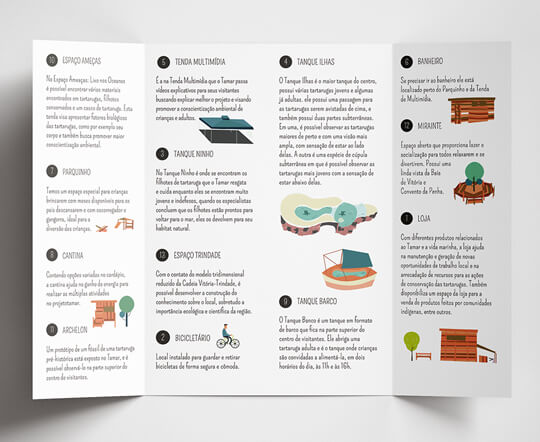 10 ESPAÇO AMEÇAS
No Espaço Ameaças: Lixo nos Oceanos
é possível encontrar vários materiais
encontrados em tartarugas, filhotes
conservados e um casco de tartaruga. Esta
tenda visa apresentar fatores biológicos
das tartarugas, como por exemplo seu
corpo e também busca promover maior
conscientização ambiental.
7 PARQUINHO
Temos um espaço especial para crianças
brincarem com mesas disponíveis para os
pais descansarem e com escorregador e
gangorra, ideal para a
diversão das crianças.
8 CANTINA
Contendo opções variadas no cardápio,
a cantina ajuda no ganho de energia para
realizar as múltiplas atividades
no projetotamar.
11 ARCHELON
Um protótipo de um fóssil de uma tartaruga
pré-histórica está exposto no Tamar, e é
possível observá-lo na parte superior do
centro de visitantes.
5 TENDA MULTIMÍDIA
É a na Tenda Multimídia que o Tamar passa
vídeos explicativos para seus visitantes
buscando explicar melhor o projeto e visando
promover a conscientização ambiental de
crianças e adultos.
3 TANQUE NINHO
No Tanque Ninho é onde se encontram os
filhotes de tartaruga que o Tamar resgata
e cuida enquanto eles se encontram muito
jovens e indefesos, quando os especialistas
concluem que os filhotes estão prontos para
voltar para o mar, eles os devolvem para seu
habitat natural.
13 ESPAÇO TRINDADE
Com o contato do modelo tridimensional
reduzido da Cadeia Vitória-Trindade, é
possível desenvolver a construção do
conhecimento sobre o local, sobretudo a
importância ecológica e científica da região.
2 BICICLETÁRIO
Local instalado para guardar e retirar
bicicletas de forma segura e cômoda.
4 TANQUE ILHAS
O Tanque Ilhas é o maior tanque do centro,
possui várias tartarugas jovens e algumas
já adultas, ele possui uma passagem para
as tartarugas serem avistadas de cima, e
também possui duas partes subterrâneas.
Em uma, é possível observar as tartarugas
maiores de perto e com uma visão mais
ampla, com sensação de estar ao lado
delas. A outra é uma espécie de cúpula
subterrânea em que é possível observar as
tartarugas mais jovens com a sensação de
estar abaixo delas.
9 TANQUE BARCO
O Tanque Barco é um tanque em formato
de barco que fica na parte superior do
centro de visitantes. Ele abriga uma
tartaruga adulta e é o tanque onde crianças
são convidadas a alimentá-la, em dois
horários do dia, às 11h e às 16h.
6 BANHEIRO
Se precisar ir ao banheiro ele está
localizado perto do Parquinho e da Tenda
de Multimídia.
12 MIRANTE
Espaço aberto que proporciona lazer e
socialização para todos relaxarem e se
divertirem. Possui uma
linda vista da Baía
de Vitória e
Convento da Penha.
1 LOJA
Com diferentes produtos relacionados
ao Tamar e a vida marinha, a loja ajuda
na manutenção e geração de novas
oportunidades de trabalho local e na
arrecadação de recursos para as ações
de conservação das tartarugas. Também
disponibiliza um espaço da loja para a
venda de produtos feitos por comunidades
indígenas, entre outros.